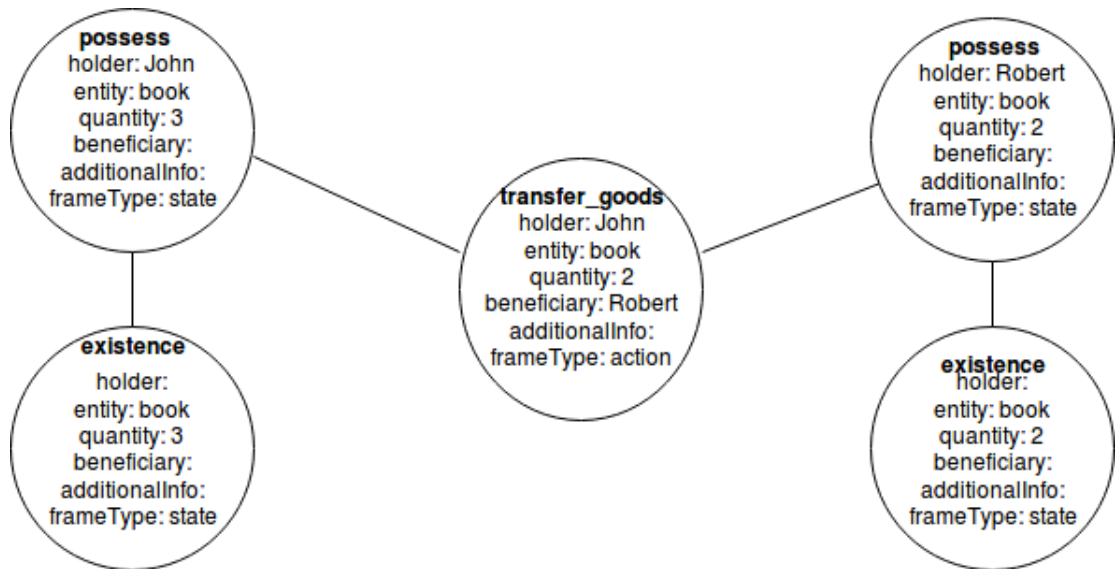 possess
holder: John
entity: book
quantity: 3
beneficiary:
additionalInfo:
frameType: state
existence
holder:
entity: book
quantity: 3
beneficiary:
additionalInfo:
frameType: state
transfer_goods
holder: John
entity: book
quantity: 2
beneficiary: Robert
additionalInfo:
frameType: action
possess
holder: Robert
entity: book
quantity: 2
beneficiary:
additionalInfo:
frameType: state
existence
holder:
entity: book
quantity: 2
beneficiary:
additionalInfo:
frameType: state